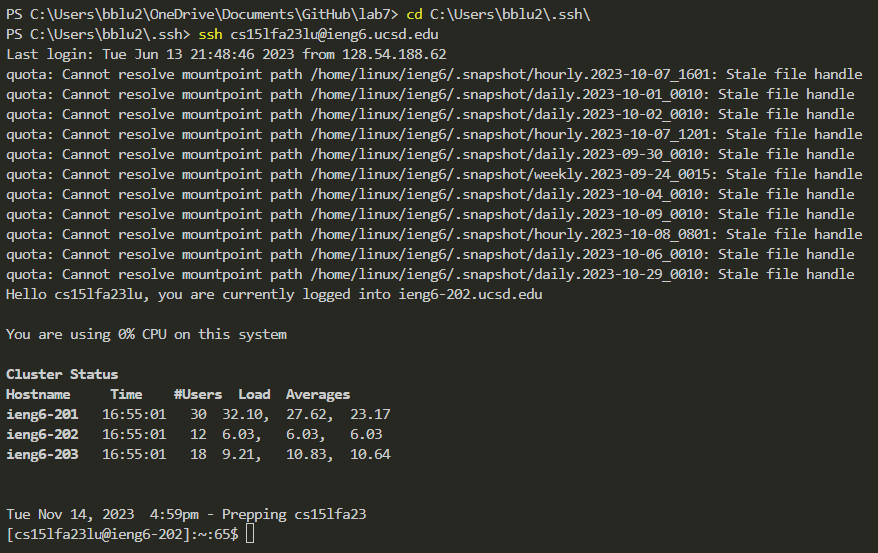 PS C:\Users\bblu2\OneDrive\Documents\GitHub\lab7> cd C:\Users\bblu2\.ssh\
PS C:\Users\bblu2\.ssh> ssh cs15lfa23lu@ieng6.ucsd.edu
Last login: Tue Jun 13 21:48:46 2023 from 128.54.188.62
quota: Cannot resolve mountpoint path /home/linux/ieng6/.snapshot/hourly.2023-10-07_1601: Stale file handle
quota: Cannot resolve mountpoint path /home/linux/ieng6/.snapshot/daily.2023-10-01_0010: Stale file handle
quota: Cannot resolve mountpoint path /home/linux/ieng6/.snapshot/daily.2023-10-02_0010: Stale file handle
quota: Cannot resolve mountpoint path /home/linux/ieng6/.snapshot/hourly.2023-10-07_1201: Stale file handle
quota: Cannot resolve mountpoint path /home/linux/ieng6/.snapshot/daily.2023-09-30_0010: Stale file handle
quota: Cannot resolve mountpoint path /home/linux/ieng6/.snapshot/weekly.2023-09-24_0015: Stale file handle
quota: Cannot resolve mountpoint path /home/linux/ieng6/.snapshot/daily.2023-10-04_0010: Stale file handle
quota: Cannot resolve mountpoint path /home/linux/ieng6/.snapshot/daily.2023-10-09_0010: Stale file handle
quota: Cannot resolve mountpoint path /home/linux/ieng6/.snapshot/hourly.2023-10-08_0801: Stale file handle
quota: Cannot resolve mountpoint path /home/linux/ieng6/.snapshot/daily.2023-10-06_0010: Stale file handle
quota: Cannot resolve mountpoint path /home/linux/ieng6/.snapshot/daily.2023-10-29_0010: Stale file handle
Hello cs15lfa23lu, you are currently logged into ieng6-202.ucsd.edu
You are using 0% CPU on this system
Cluster Status
Hostname     Time    #Users  Load  Averages
ieng6-201   16:55:01   30  32.10,  27.62,  23.17
ieng6-202   16:55:01   12  6.03,   6.03,   6.03
ieng6-203   16:55:01   18  9.21,   10.83,  10.64
Tue Nov 14, 2023  4:59pm - Prepping cs15lfa23
[cs15lfa23lu@ieng6-202]:~:65$